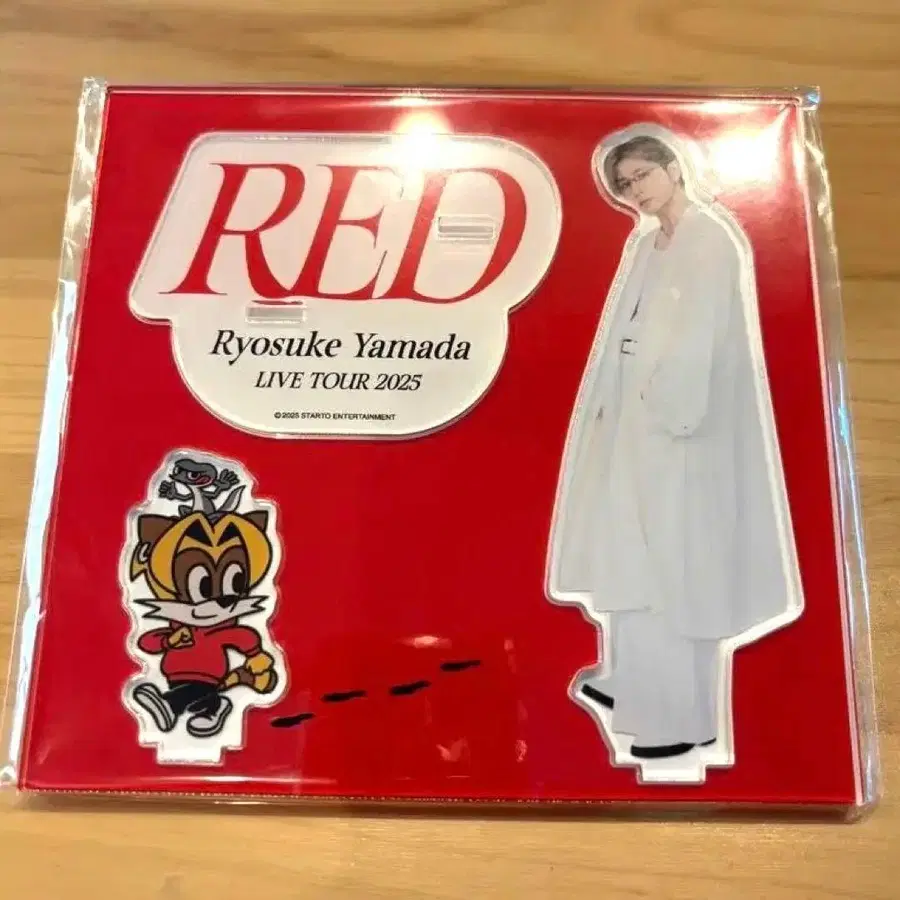 RED
Ryosuke Yamada
LIVE TOUR 2025
©2025 STARTO ENTERTAINMENT